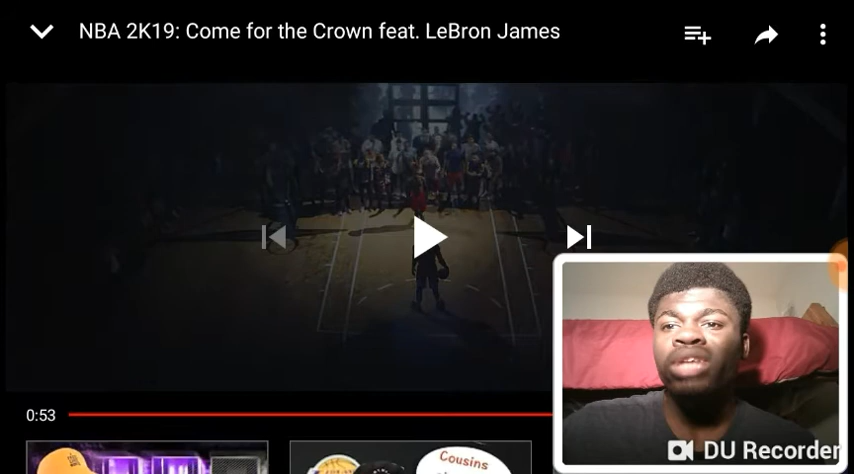 NBA 2K19: Come for the Crown feat. LeBron James
0:53
DU Recorder
Cousins